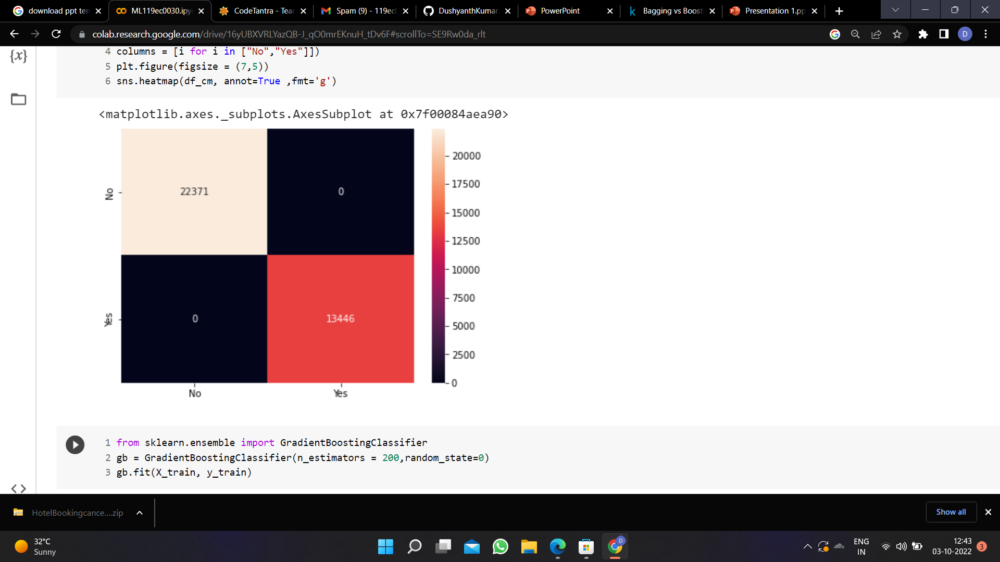 download ppt ten
ML119ec0030.ipy
CodeTantra - Teac
Spam (9) - 119ec0
DushyanthKumar
PowerPoint
Bagging vs Boost
Presentation 1.pp
colab.research.google.com/drive/16yUBXVRLYazQB-J_qO0mrEKnuH_tDv6F#scrollTo=SE9Rw0da_rlt
D
{x}
4 columns = [i for i in ["No","Yes"]])
5 plt.figure(figsize = (7,5))
6 sns.heatmap(df_cm, annot=True ,fmt='g')
<matplotlib.axes._subplots.AxesSubplot at 0x7f00084aea90>
No
22371
0
Yes
0
13446
No
Yes
20000
17500
15000
12500
10000
7500
5000
2500
0
1 from sklearn.ensemble import GradientBoostingClassifier
2 gb = GradientBoostingClassifier(n_estimators = 200,random_state=0)
3 gb.fit(X_train, y_train)
HotelBookingcance....zip
Show all
32°C
Sunny
D
ENG
IN
12:43
03-10-2022
3